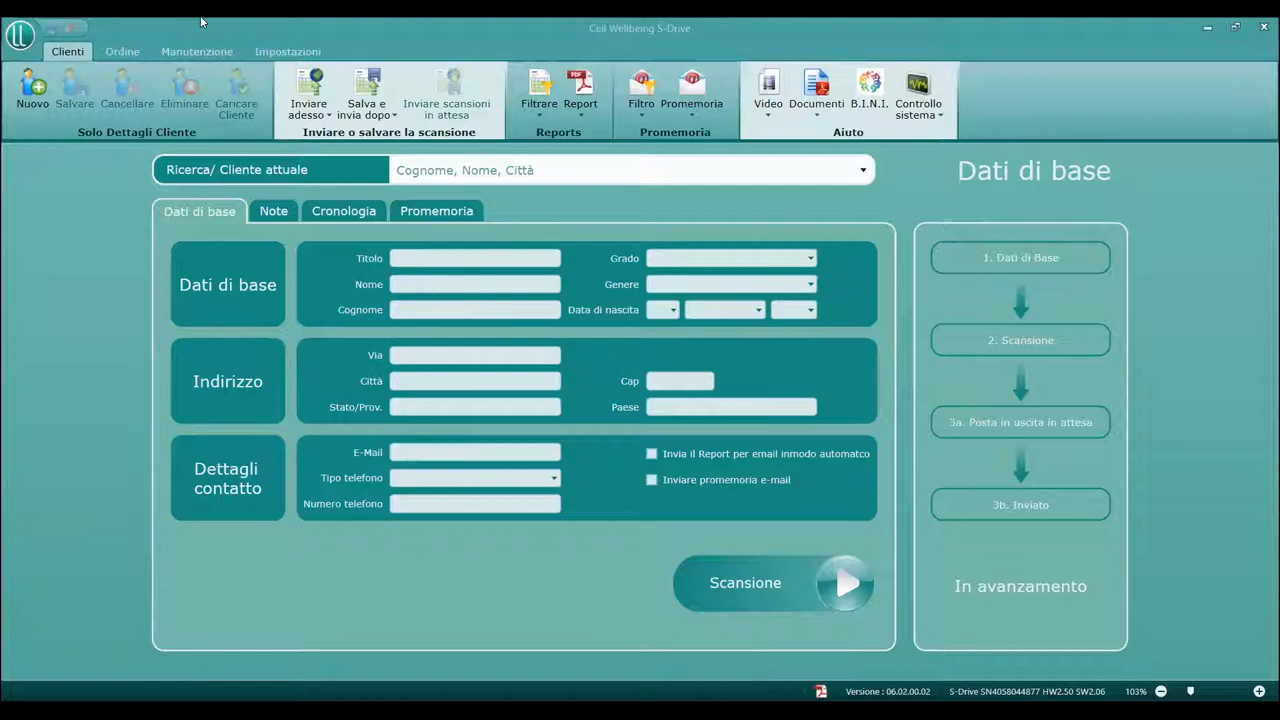 Cell Wellbeing S-Drive
Clienti Ordine Manutenzione Impostazioni
Nuovo Salvare Cancellare Eliminare Caricare Cliente
Solo Dettagli Cliente
Inviare adesso Salva e invia dopo Inviare scansioni in attesa
Inviare o salvare la scansione
Filtrare Report
Reports
Filtro Promemoria
Promemoria
Video Documenti B.I.N.I. Controllo sistema
Aiuto
Ricerca/ Cliente attuale Cognome, Nome, Città
Dati di base
Dati di base Note Cronologia Promemoria
Dati di base
Titolo Grado
Nome Genere
Cognome Data di nascita
Indirizzo
Via
Città Cap
Stato/Prov. Paese
Dettagli contatto
E-Mail Invia il Report per email inmodo automatco
Tipo telefono Inviare promemoria e-mail
Numero telefono
Scansione
1. Dati di Base
2. Scansione
3a. Posta in uscita in attesa
3b. Inviato
In avanzamento
Versione : 06.02.00.02 S-Drive SN4058044877 HW2.50 SW2.06 103%